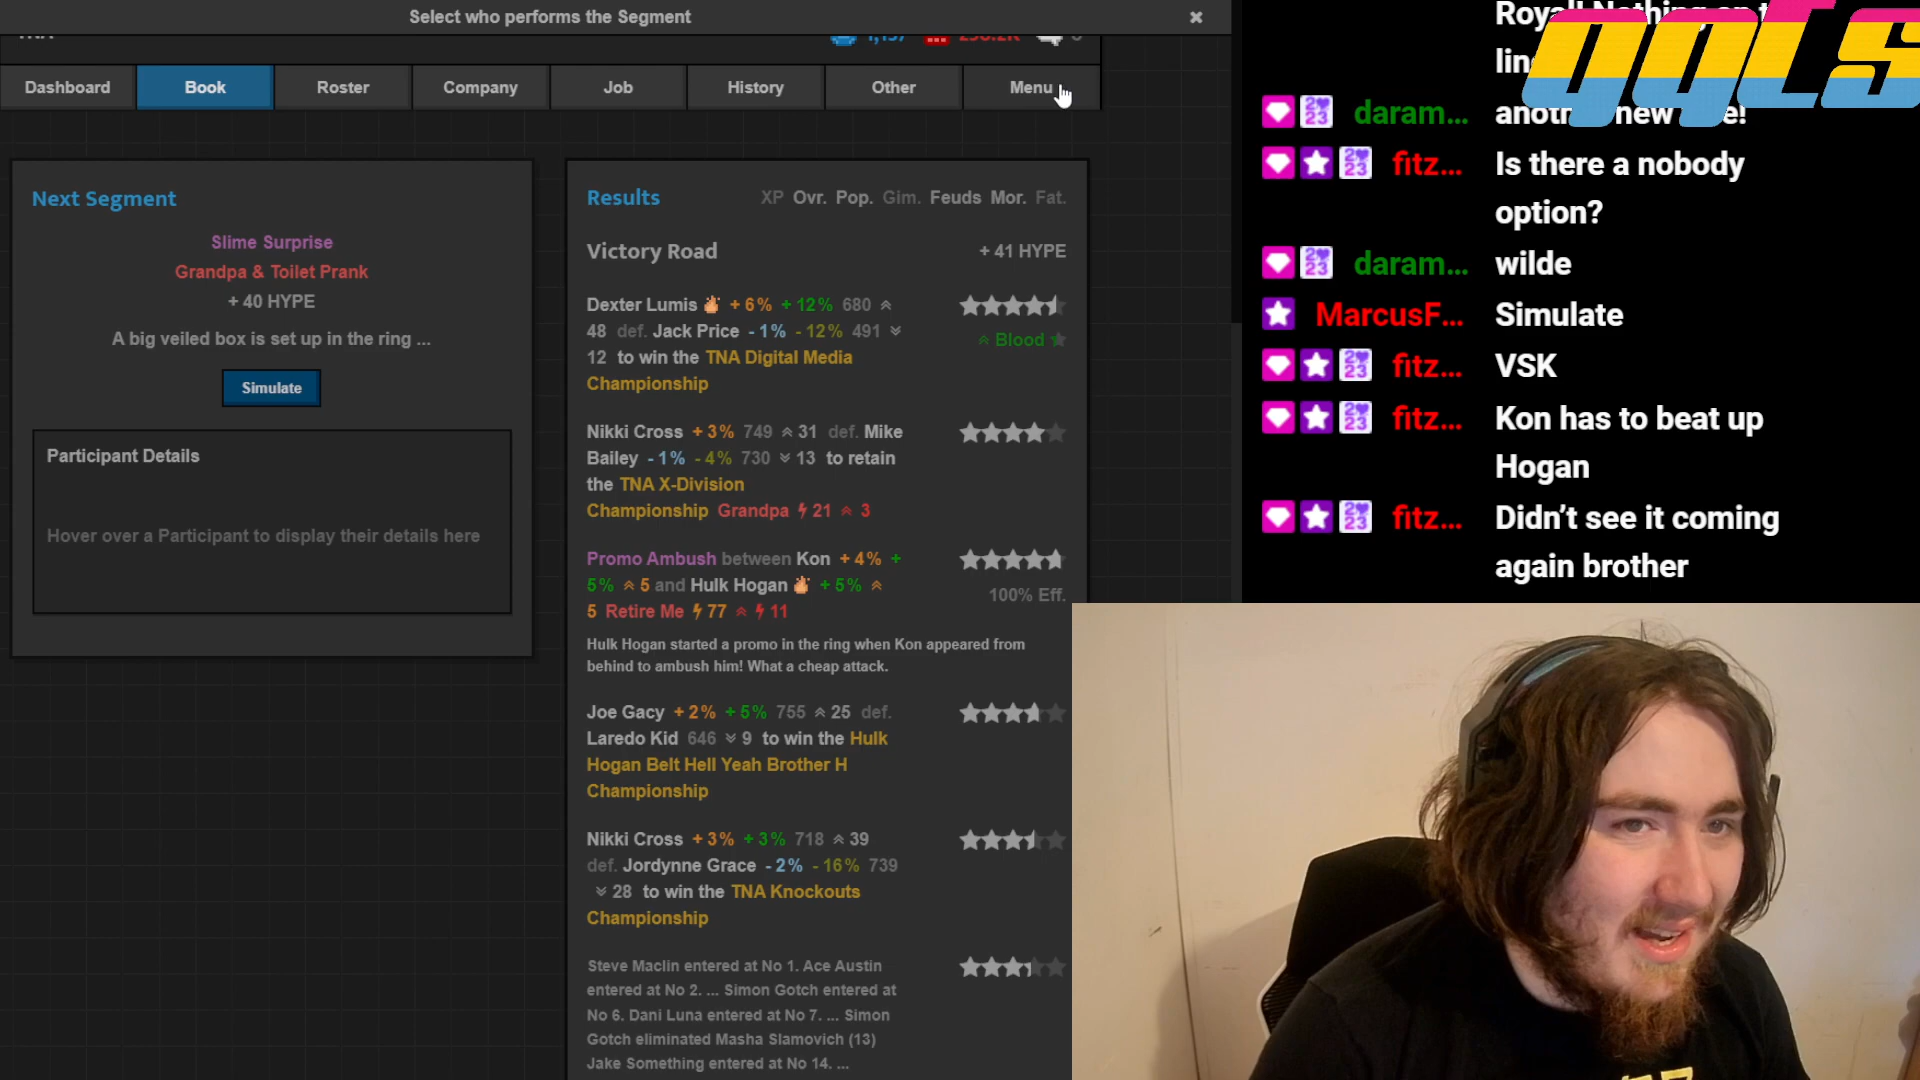 Select who performs the Segment
Dashboard
Book
Roster
Company
Job
History
Other
Menu
Next Segment
Slime Surprise
Grandpa & Toilet Prank
+ 40 HYPE
A big veiled box is set up in the ring ...
Simulate
Participant Details
Hover over a Participant to display their details here
Results XP Ovr. Pop. Gim. Feuds Mor. Fat.
Victory Road + 41 HYPE
Dexter Lumis + 6% + 12% 680
48 def. Jack Price - 1% - 12% 491
12 to win the TNA Digital Media
Championship
Blood
Nikki Cross + 3% 749 31 def. Mike
Bailey - 1% - 4% 730 13 to retain
the TNA X-Division
Championship Grandpa 21 3
Promo Ambush between Kon + 4% +
5% 5 and Hulk Hogan + 5%
5 Retire Me 77 11
100% Eff.
Hulk Hogan started a promo in the ring when Kon appeared from
behind to ambush him! What a cheap attack.
Joe Gacy + 2% + 5% 755 25 def.
Laredo Kid 646 9 to win the Hulk
Hogan Belt Hell Yeah Brother H
Championship
Nikki Cross + 3% + 3% 718 39
def. Jordynne Grace - 2% - 16% 739
28 to win the TNA Knockouts
Championship
Steve Maclin entered at No 1. Ace Austin
entered at No 2. ... Simon Gotch entered at
No 6. Dani Luna entered at No 7. ... Simon
Gotch eliminated Masha Slamovich (13)
Jake Something entered at No 14. ...
daram...
fitz... Is there a nobody
option?
daram... wilde
MarcusF... Simulate
fitz... VSK
fitz... Kon has to beat up
Hogan
fitz... Didn't see it coming
again brother